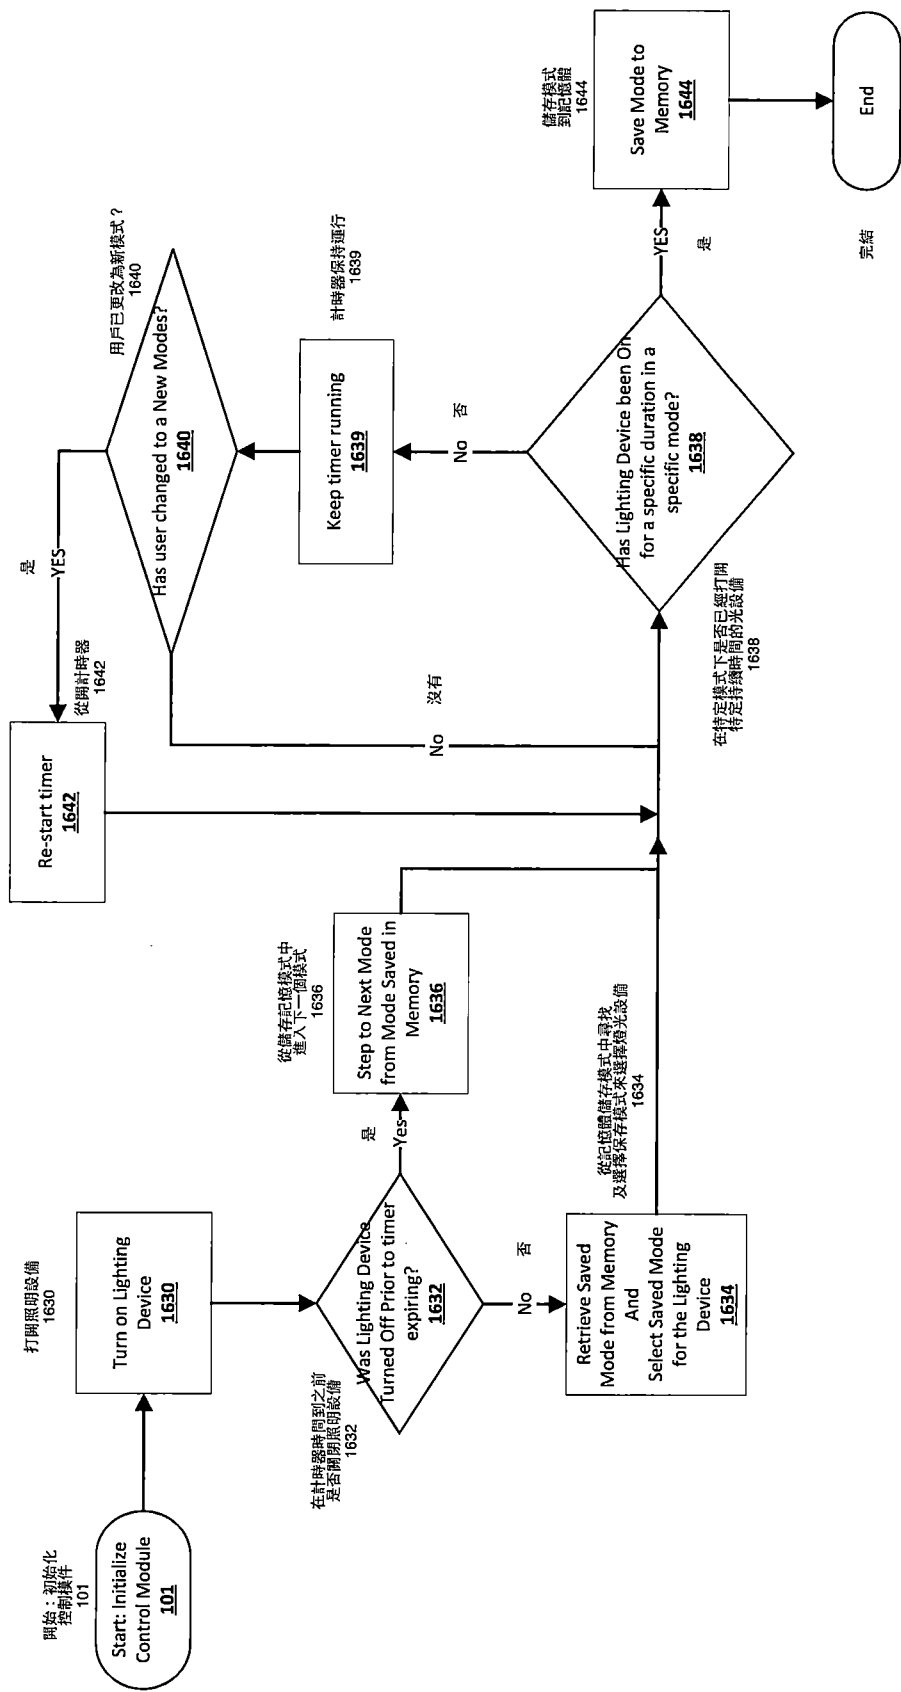 開始：初始化
控制模件
101
Start: Initialize
Control Module
101
打開照明設備
1630
Turn on Lighting
Device
1630
在計時器時間到之前
是否關閉照明設備
1632
Was Lighting Device
Turned Off Prior to timer
expiring?
1632
是
Yes
否
No
從儲存記憶模式中
進入下一個模式
1636
Step to Next Mode
from Mode Saved in
Memory
1636
從記憶體儲存模式中尋找
及選擇保存模式來選擇燈光設備
1634
Retrieve Saved
Mode from Memory
And
Select Saved Mode
for the Lighting
Device
1634
從開計時器
1642
Re-start timer
1642
是
YES
沒有
No
用戶已更改為新模式？
1640
Has user changed to a New Modes?
1640
計時器保持運行
1639
Keep timer running
1639
否
No
在特定模式下是否已經打開
特定持續時間的光設備
1638
Has Lighting Device been On
for a specific duration in a
specific mode?
1638
YES
是
儲存模式
到記憶體
1644
Save Mode to
Memory
1644
完結
End